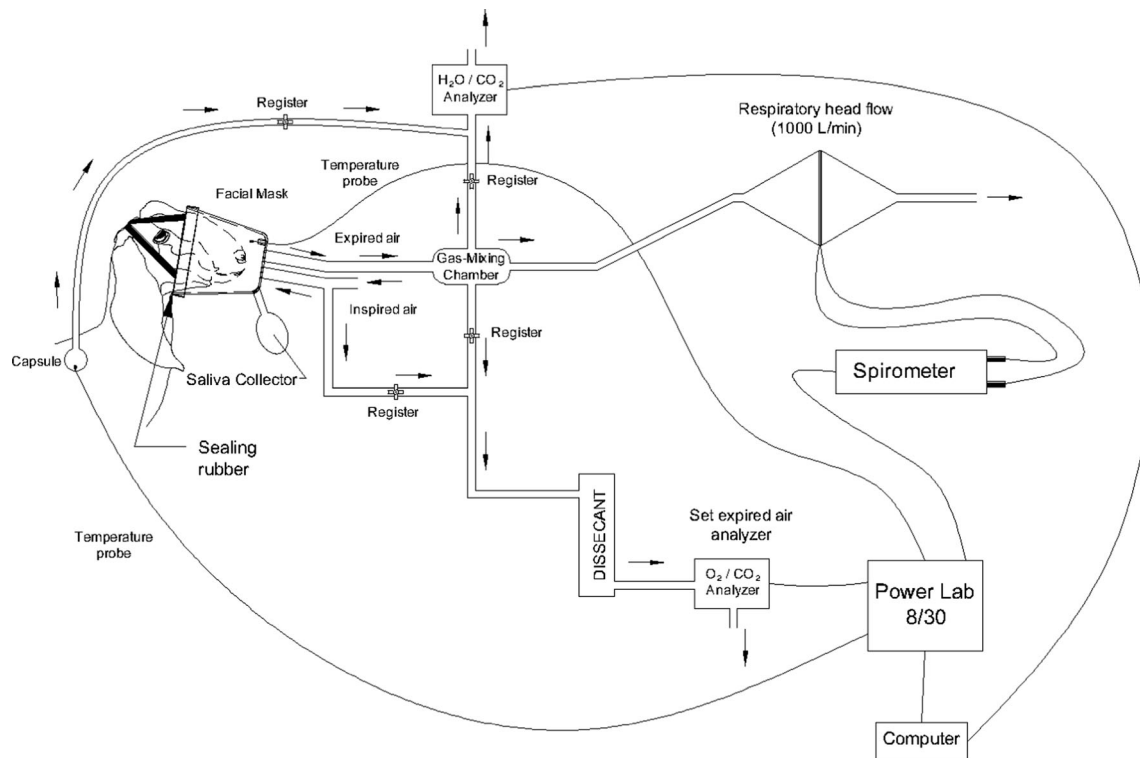 H₂O / CO₂
Analyzer
Register
Respiratory head flow
(1000 L/min)
Temperature
probe
Register
Facial Mask
Expired air
Gas-Mixing
Chamber
Inspired air
Register
Capsule
Saliva Collector
Spirometer
Register
Sealing
rubber
Temperature
probe
DISSECANT
Set expired air
analyzer
O₂ / CO₂
Analyzer
Power Lab
8/30
Computer